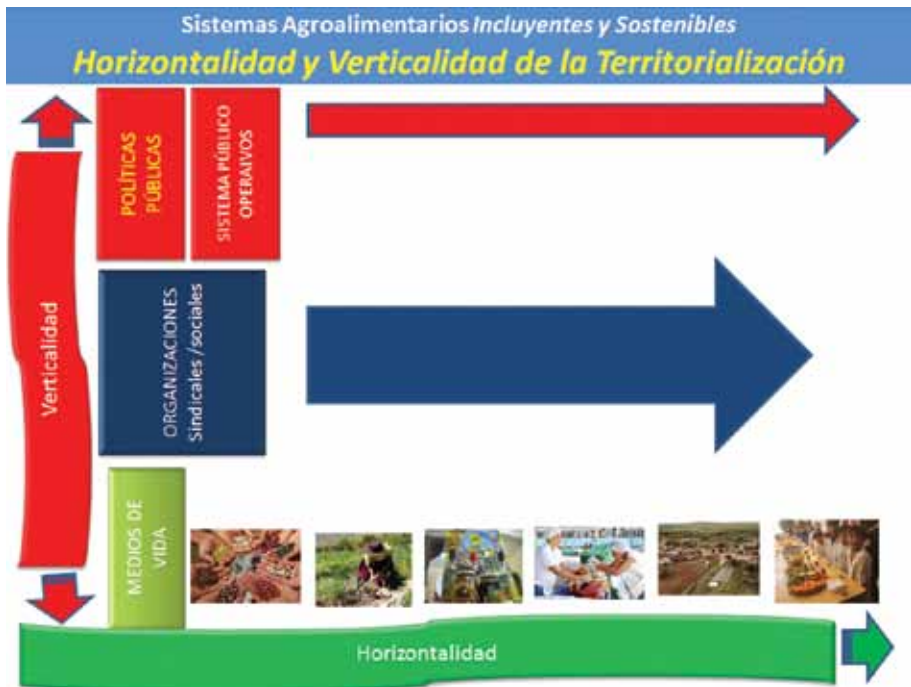 Sistemas Agroalimentarios Incluyentes y Sostenibles
Horizontalidad y Verticalidad de la Territorialización
POLÍTICAS
PÚBLICAS
SISTEMA PÚBLICO
OPERAIVOS
Verticalidad
ORGANIZACIONES
Sindicales /sociales
MEDIOS DE
VIDA
Horizontalidad